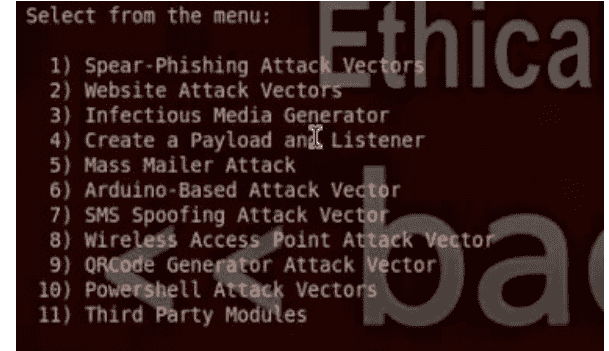 Select from the menu:
1) Spear-Phishing Attack Vectors
2) Website Attack Vectors
3) Infectious Media Generator
4) Create a Payload and Listener
5) Mass Mailer Attack
6) Arduino-Based Attack Vector
7) SMS Spoofing Attack Vector
8) Wireless Access Point Attack Vector
9) QRCode Generator Attack Vector
10) Powershell Attack Vectors
11) Third Party Modules
Ethica
<< bac